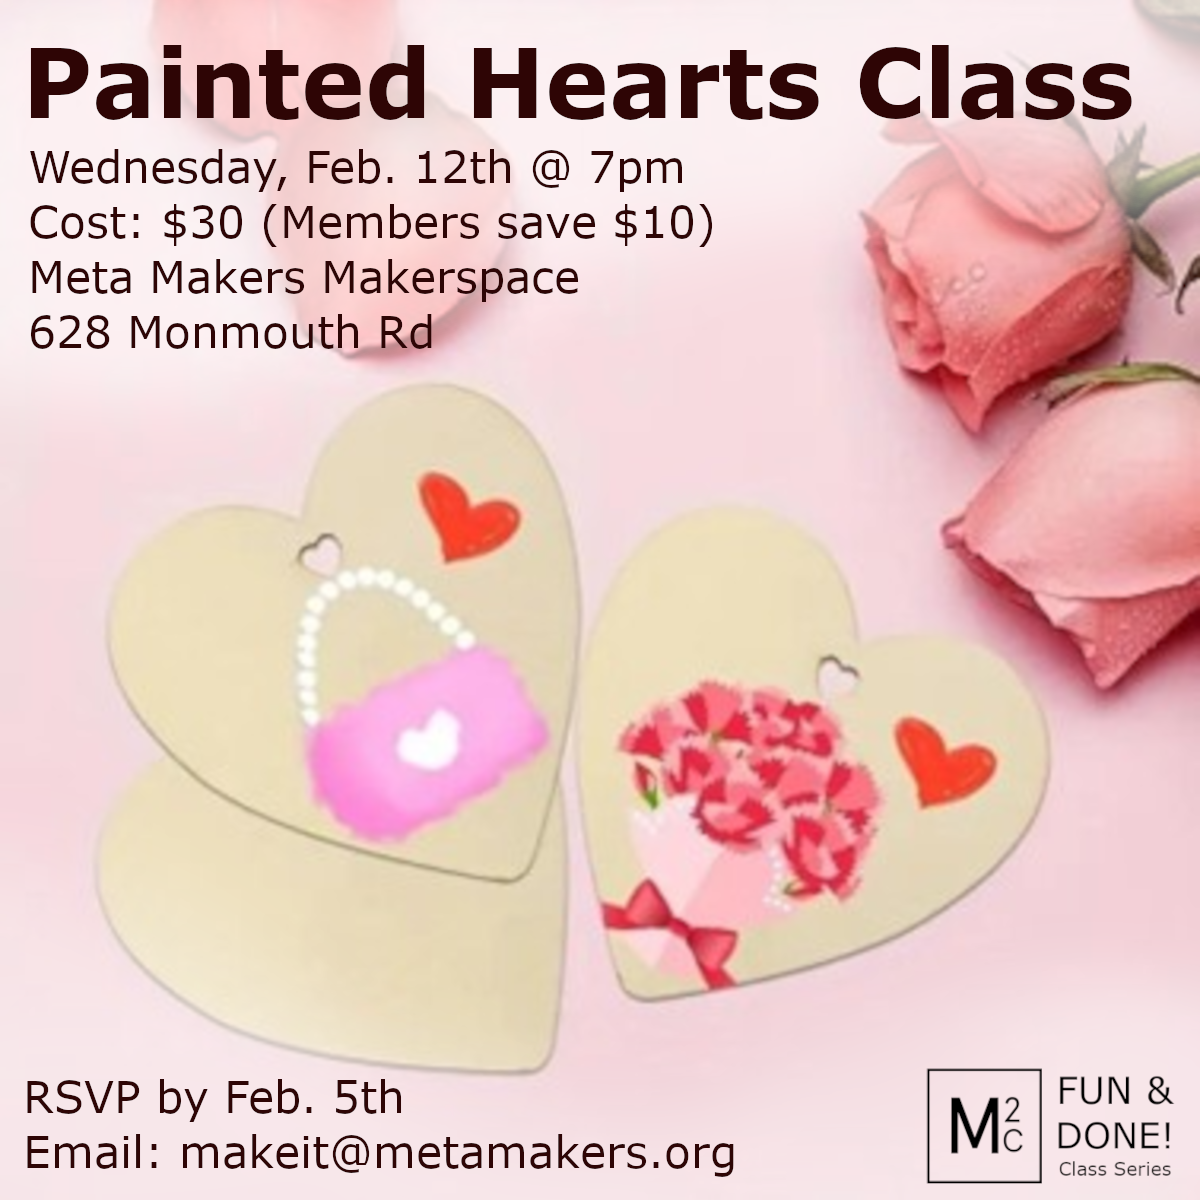 Painted Hearts Class
Wednesday, Feb. 12th @ 7pm
Cost: $30 (Members save $10)
Meta Makers Makerspace
628 Monmouth Rd
RSVP by Feb. 5th
Email: makeit@metamakers.org
M2C
FUN &
DONE!
Class Series